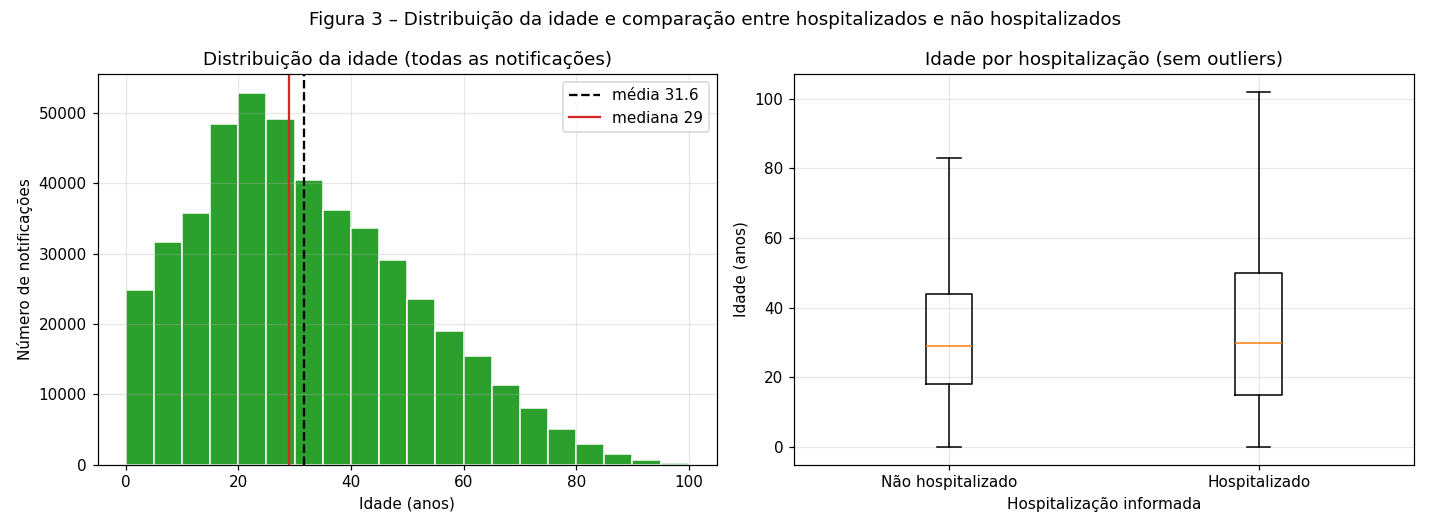 Figura 3 – Distribuição da idade e comparação entre hospitalizados e não hospitalizados
Distribuição da idade (todas as notificações)
média 31.6
mediana 29
Número de notificações
50000
40000
30000
20000
10000
0
0 20 40 60 80 100
Idade (anos)
Idade por hospitalização (sem outliers)
Idade (anos)
100
80
60
40
20
0
Não hospitalizado Hospitalizado
Hospitalização informada